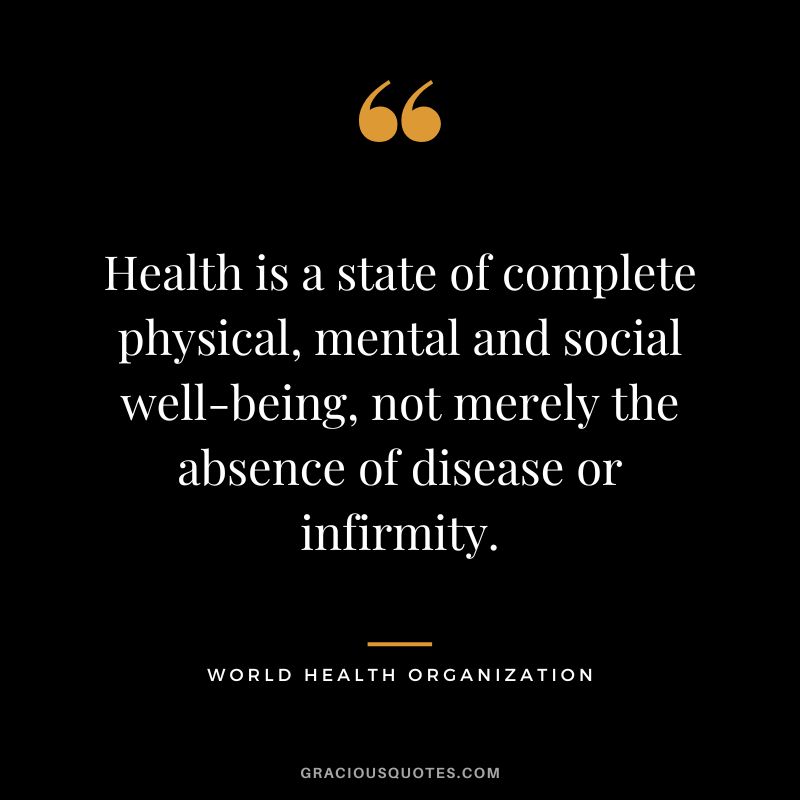 ❝
Health is a state of complete
physical, mental and social
well-being, not merely the
absence of disease or
infirmity.
WORLD HEALTH ORGANIZATION
GRACIOUSQUOTES.COM